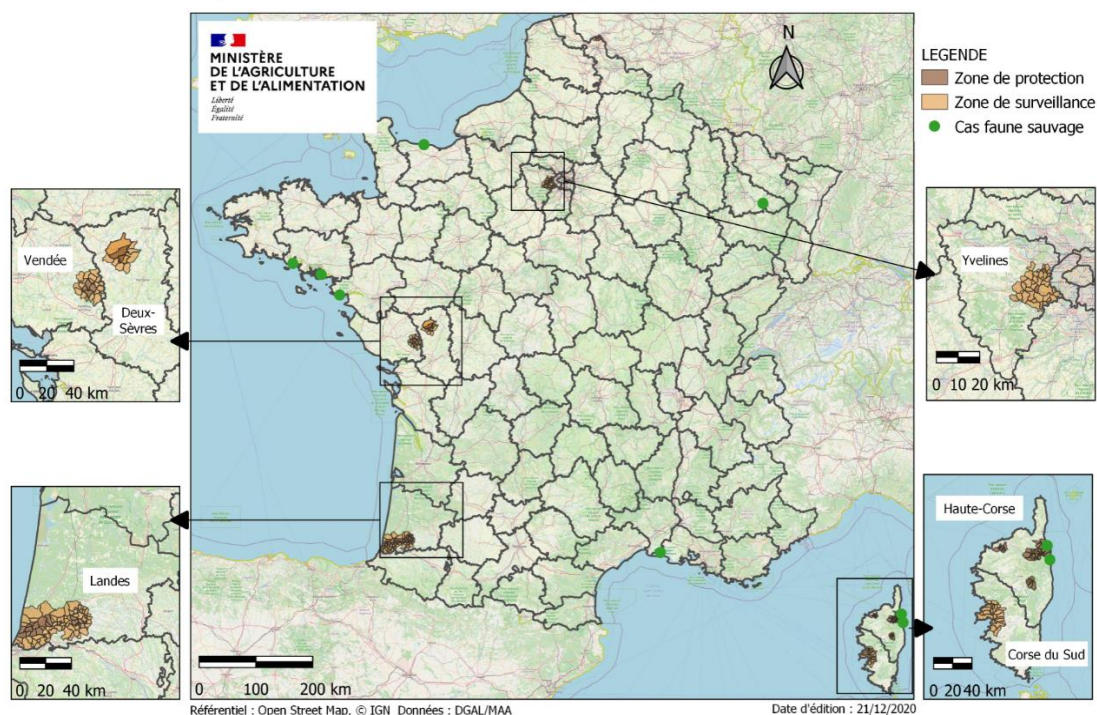 MINISTÈRE
DE L'AGRICULTURE
ET DE L'ALIMENTATION
Liberté
Égalité
Fraternité
N
LEGENDE
Zone de protection
Zone de surveillance
Cas faune sauvage
Vendée
Deux-
Sèvres
0 20 40 km
Yvelines
0 10 20 km
Landes
0 20 40 km
Haute-Corse
Corse du Sud
0 20 40 km
0 100 200 km
Référentiel : Open Street Map, © IGN Données : DGAL/MAA
Date d'édition : 21/12/2020